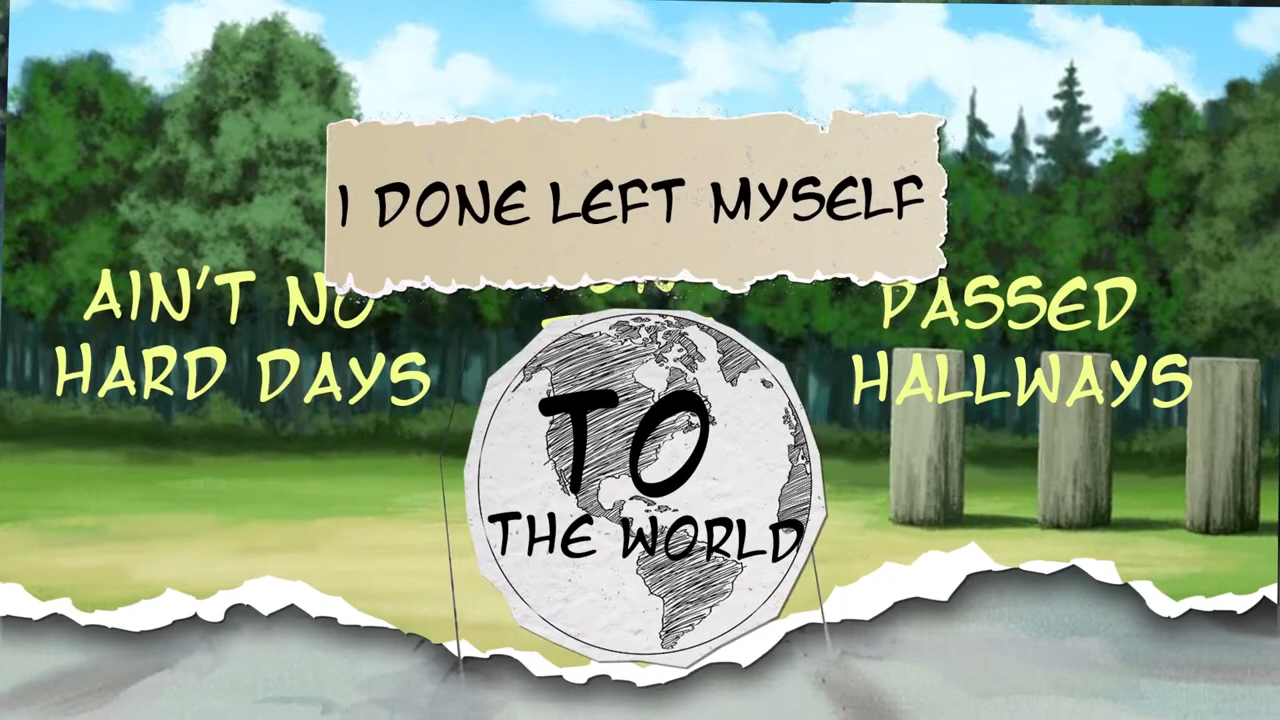 I DONE LEFT MYSELF
AIN'T NO
HARD DAYS
PASSED
HALLWAYS
TO
THE WORLD